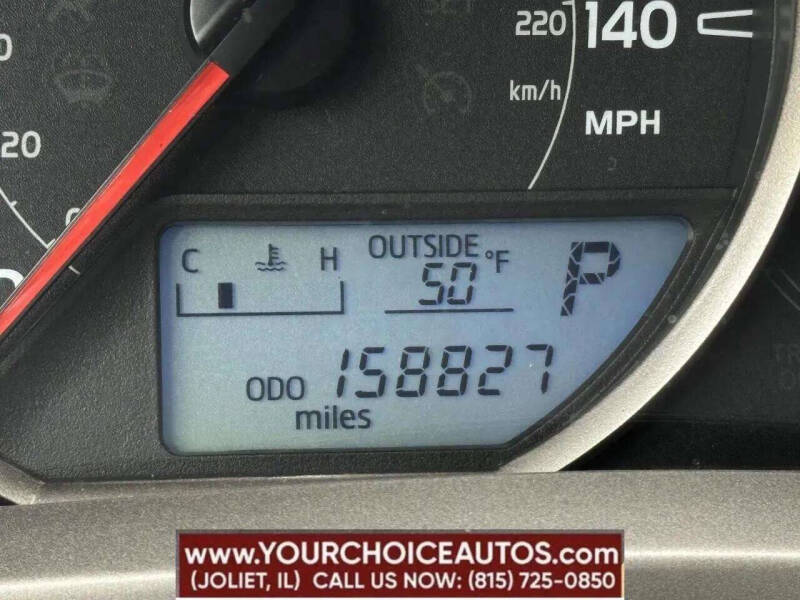 SET
220 140
km/h
20
MPH
C H OUTSIDE °F P
50
ODO 158827
miles
www.YOURCHOICEAUTOS.com
(JOLIET, IL) CALL US NOW: (815) 725-0850